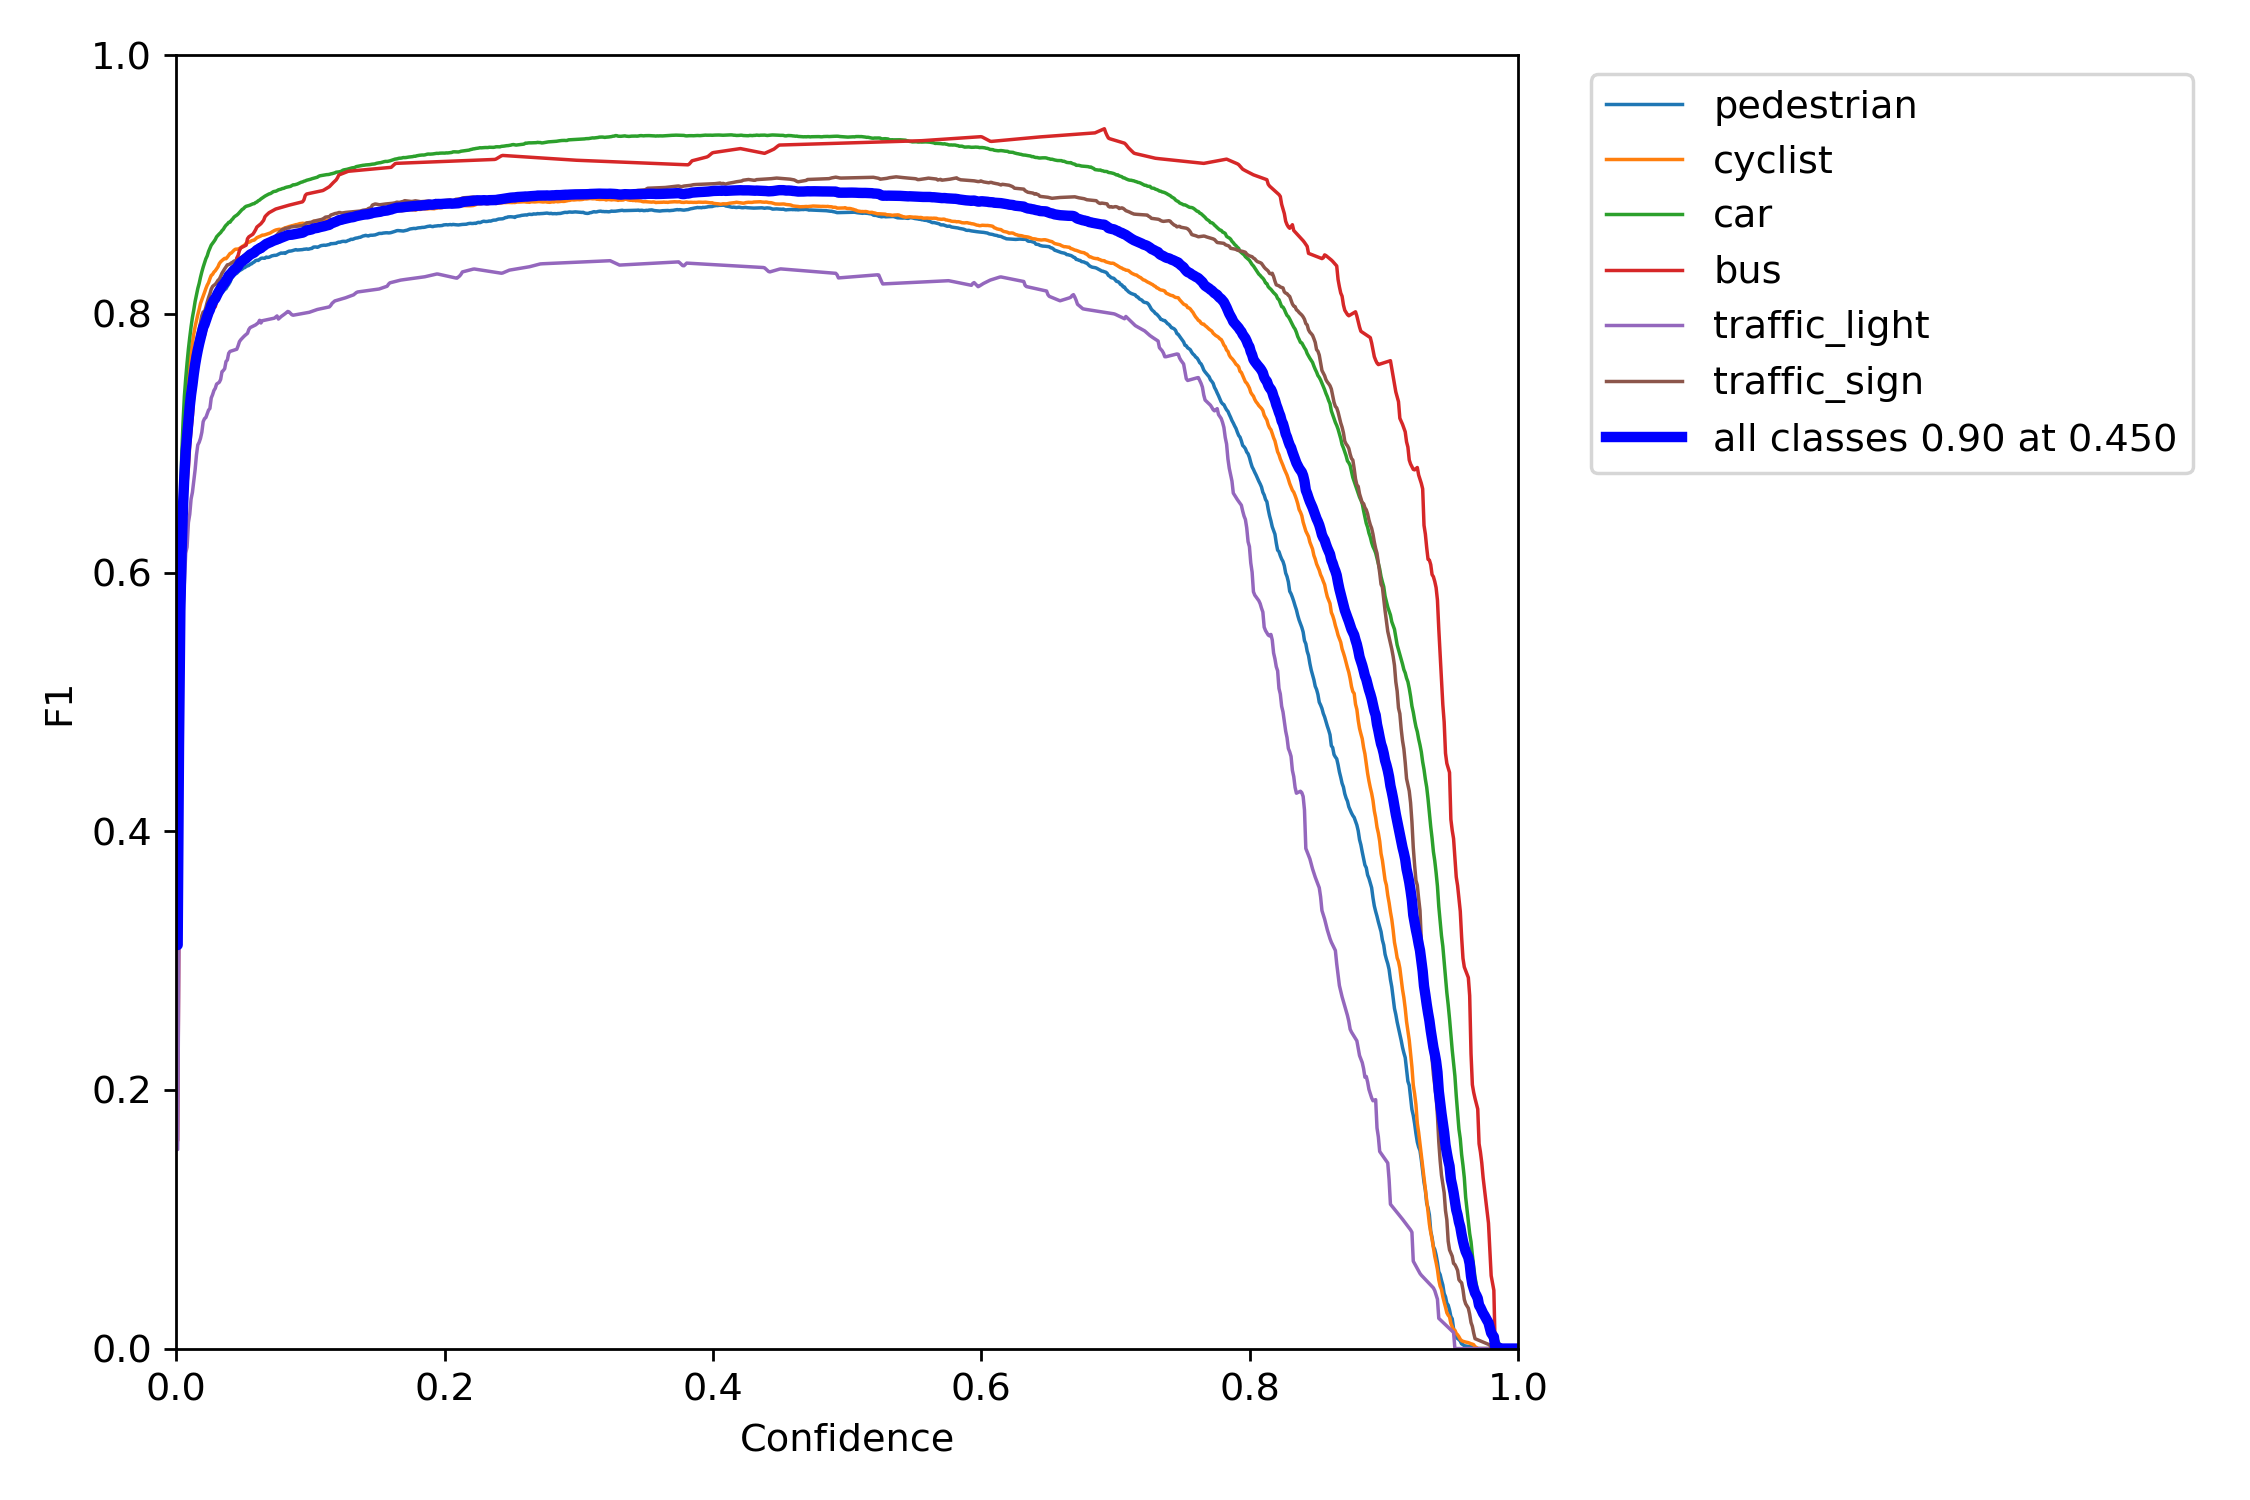 1.0
0.8
0.6
0.4
0.2
0.0
F1
0.0 0.2 0.4 0.6 0.8 1.0
Confidence
pedestrian
cyclist
car
bus
traffic_light
traffic_sign
all classes 0.90 at 0.450